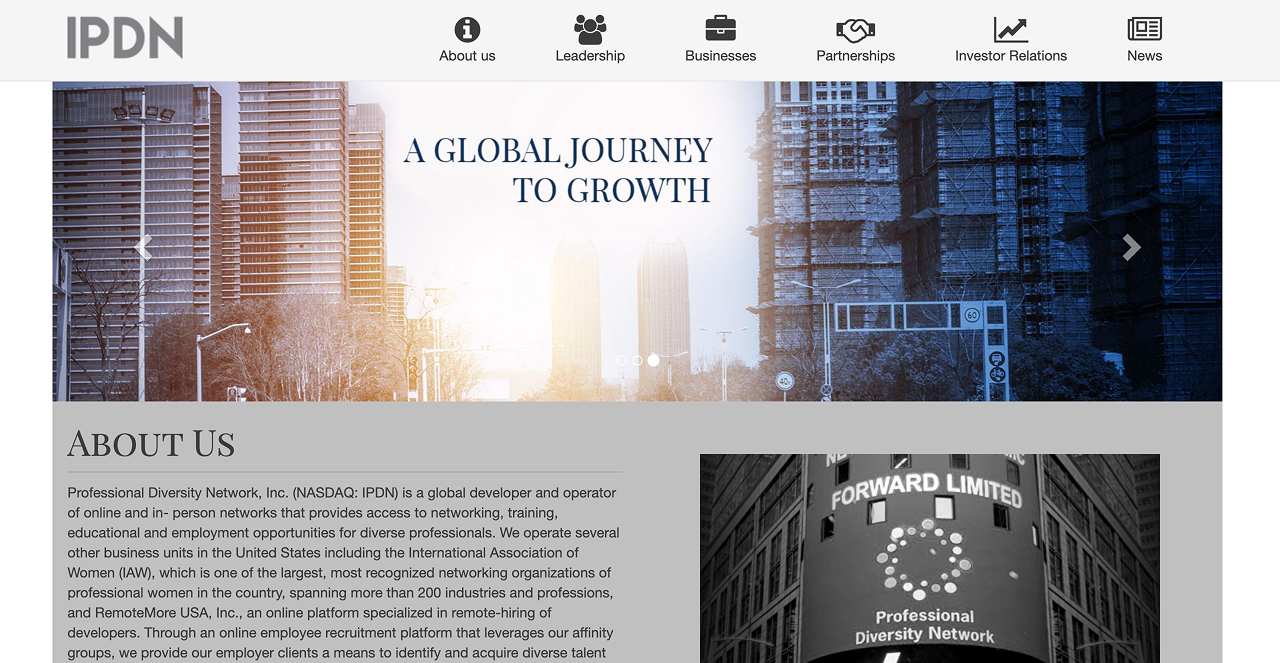 IPDN
About us
Leadership
Businesses
Partnerships
Investor Relations
News
A GLOBAL JOURNEY
TO GROWTH
60
40
ABOUT US
Professional Diversity Network, Inc. (NASDAQ: IPDN) is a global developer and operator
of online and in- person networks that provides access to networking, training,
educational and employment opportunities for diverse professionals. We operate several
other business units in the United States including the International Association of
Women (IAW), which is one of the largest, most recognized networking organizations of
professional women in the country, spanning more than 200 industries and professions,
and RemoteMore USA, Inc., an online platform specialized in remote-hiring of
developers. Through an online employee recruitment platform that leverages our affinity
groups, we provide our employer clients a means to identify and acquire diverse talent
FORWARD LIMITED
Professional
Diversity Network